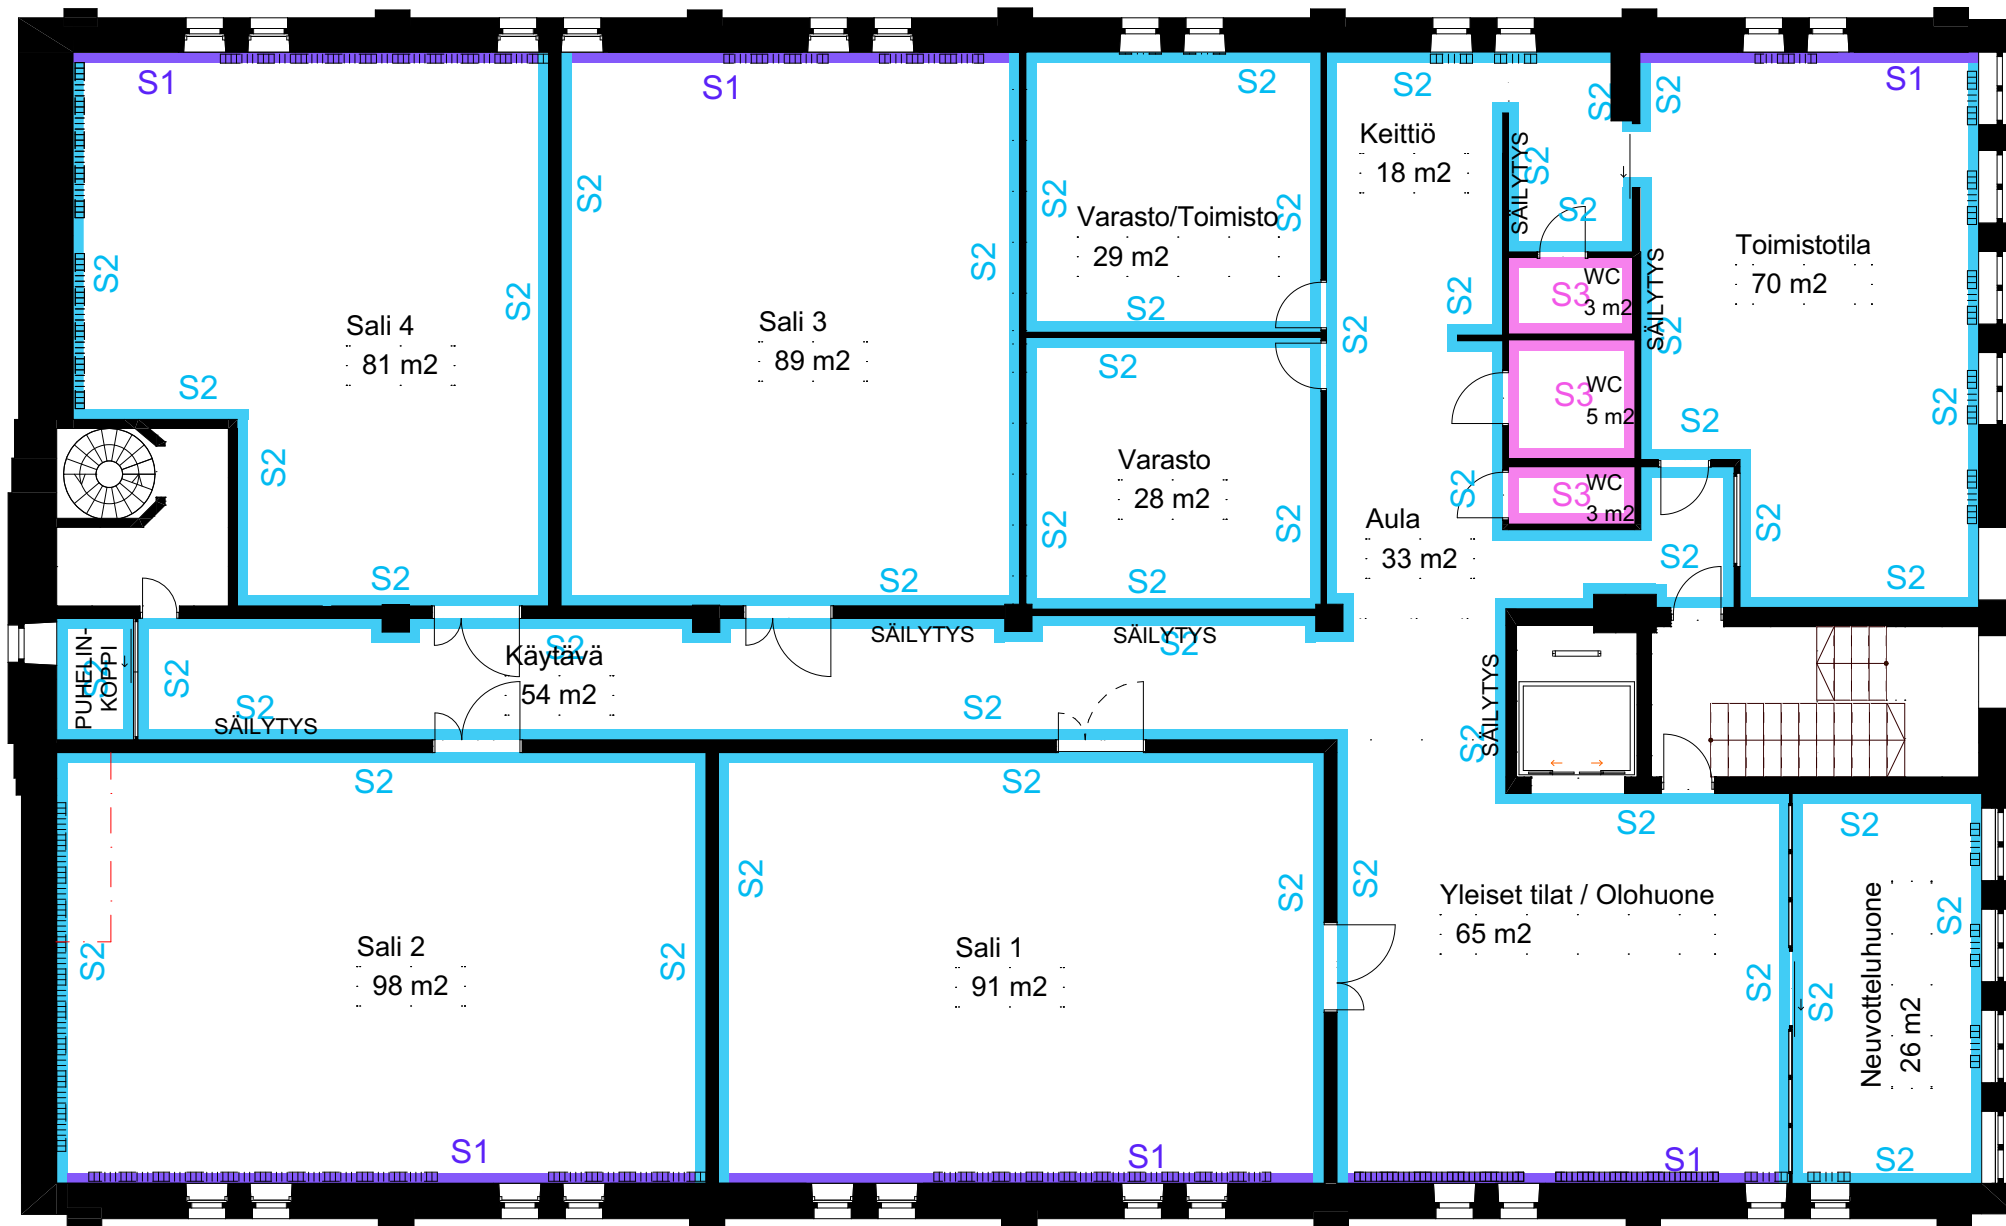 S1
S1
S2
S2
S2
S2
S1
Keittiö
18 m2
SÄILYTYS
S2
S2
S2
S2
Varasto/Toimisto
29 m2
S2
S2
Toimistotila
70 m2
S2
S2
S2
S2
S3
WC
3 m2
SÄILYTYS
S2
S2
S2
S2
Sali 4
81 m2
Sali 3
89 m2
S2
S2
S2
S3
WC
5 m2
S2
S2
S2
Varasto
28 m2
S2
S3
WC
3 m2
Aula
33 m2
S2
S2
S2
S2
S2
S2
S2
S2
S2
PUHELIN-
KOPPI
S2
S2
S2
Käytävä
54 m2
SÄILYTYS
SÄILYTYS
S2
S2
SÄILYTYS
S2
S2
SÄILYTYS
S2
S2
S2
S2
S2
S2
S2
Yleiset tilat / Olohuone
65 m2
Neuvotteluhuone
26 m2
S2
Sali 2
98 m2
Sali 1
91 m2
S2
S2
S2
S2
S1
S1
S1
S2